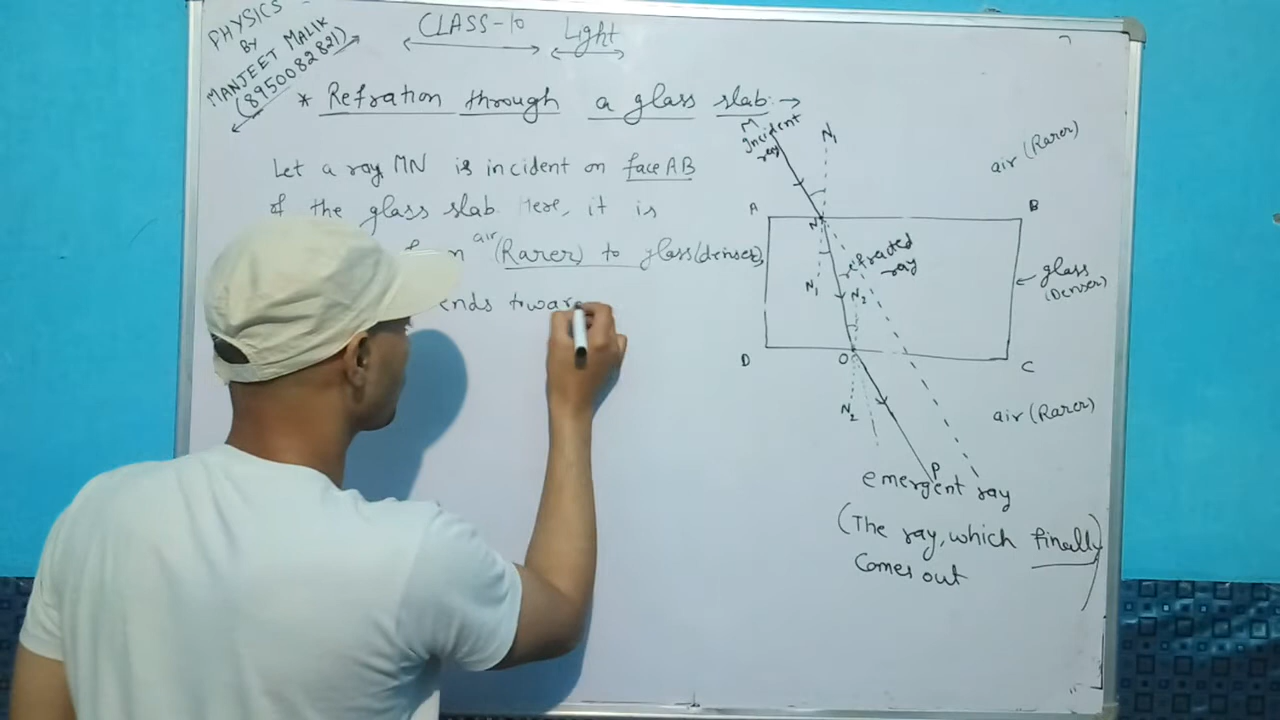 PHYSICS
BY
MANJEET MALIK
(8950082821)
CLASS-10 Light
* Refration through a glass slab:→
Let a ray MN is incident on face AB
of the glass slab. Here, it is
air (Rarer) to glass (denser)
ends towar
M
Incident
ray
N1
air (Rarer)
A
B
N
refracted
ray
glass
(Denser)
N1
N2
D
O
C
N2
air (Rarer)
P
emergent ray
(The ray, which finally)
Comes out